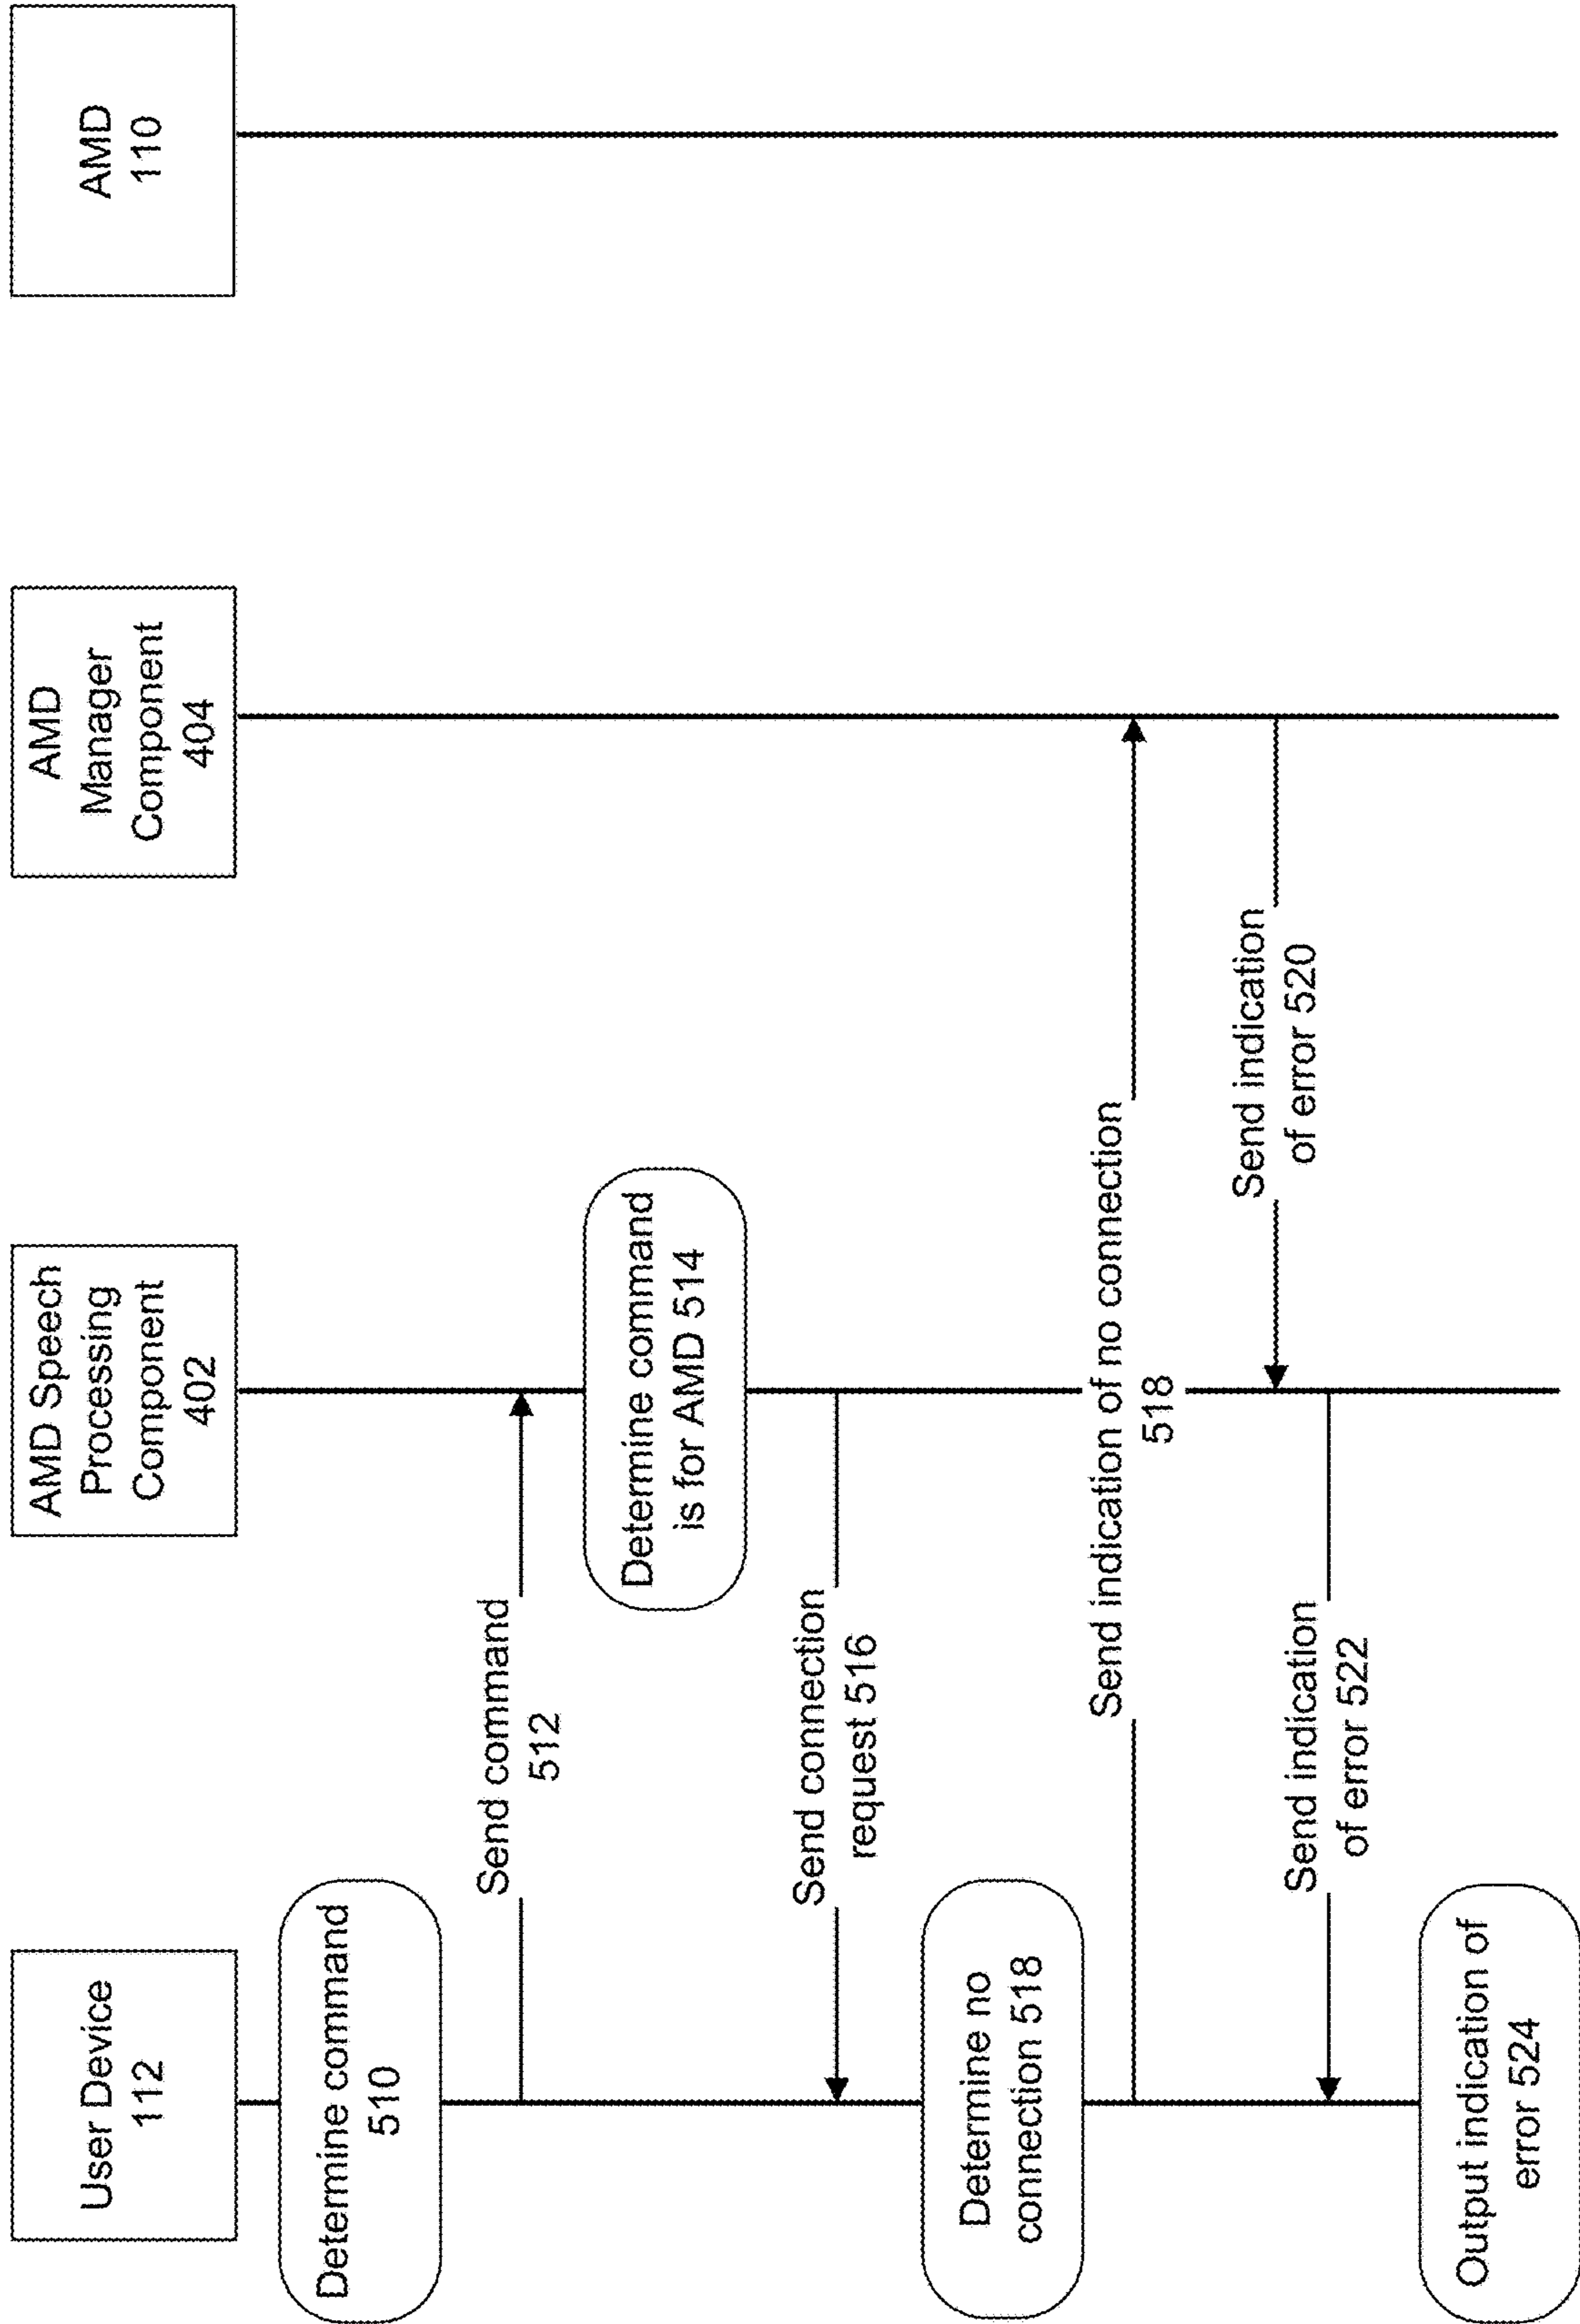 User Device
112
AMD Speech
Processing
Component
402
AMD
Manager
Component
404
AMD
110
Determine command
510
Send command
512
Determine command
is for AMD 514
Send connection
request 516
Determine no
connection 518
Send indication of no connection
518
Send indication
of error 520
Send indication
of error 522
Output indication of
error 524